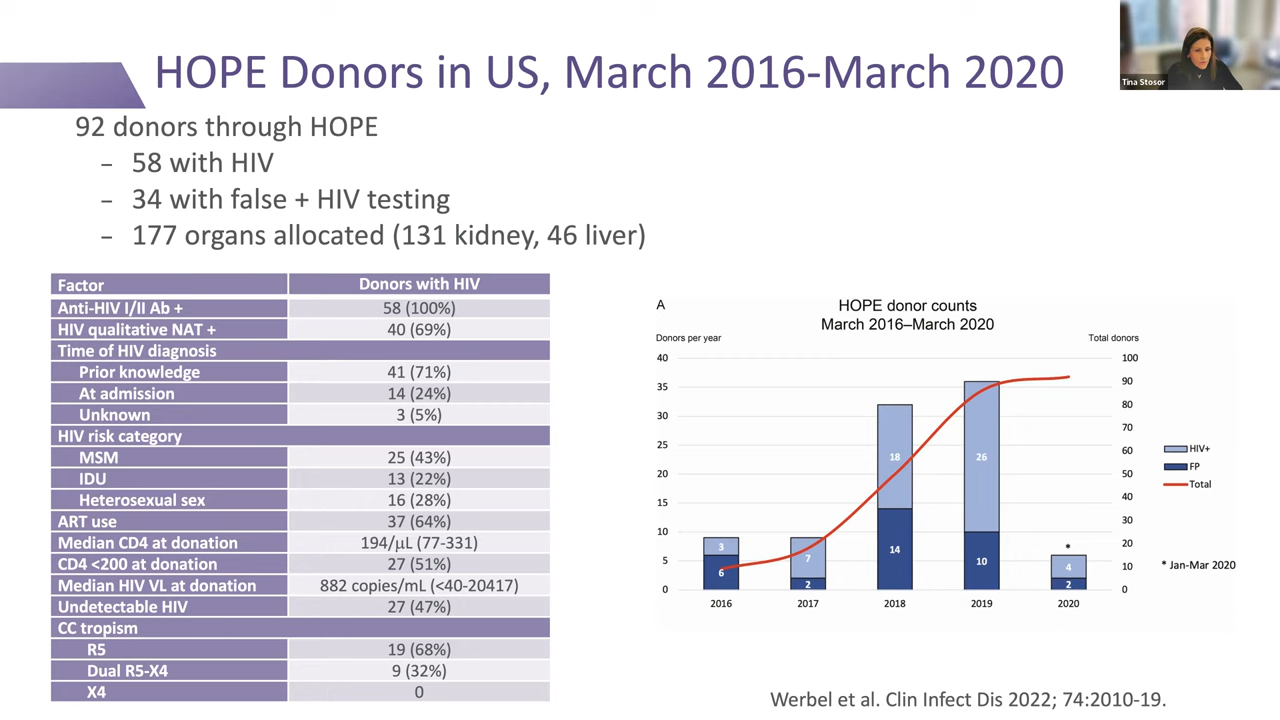 HOPE Donors in US, March 2016-March 2020
Tina Stosor
92 donors through HOPE
- 58 with HIV
- 34 with false + HIV testing
- 177 organs allocated (131 kidney, 46 liver)
Factor Donors with HIV
Anti-HIV I/II Ab + 58 (100%)
HIV qualitative NAT + 40 (69%)
Time of HIV diagnosis
Prior knowledge 41 (71%)
At admission 14 (24%)
Unknown 3 (5%)
HIV risk category
MSM 25 (43%)
IDU 13 (22%)
Heterosexual sex 16 (28%)
ART use 37 (64%)
Median CD4 at donation 194/μL (77-331)
CD4 <200 at donation 27 (51%)
Median HIV VL at donation 882 copies/mL (<40-20417)
Undetectable HIV 27 (47%)
CC tropism
R5 19 (68%)
Dual R5-X4 9 (32%)
X4 0
A
HOPE donor counts
March 2016–March 2020
Donors per year
Total donors
40 100
35 90
80
30 70
25 60
20 50
15 40
30
10 20
5 10
0 0
3
6
7
2
18
14
26
10
*
4
2
2016 2017 2018 2019 2020
HIV+
FP
Total
* Jan-Mar 2020
Werbel et al. Clin Infect Dis 2022; 74:2010-19.